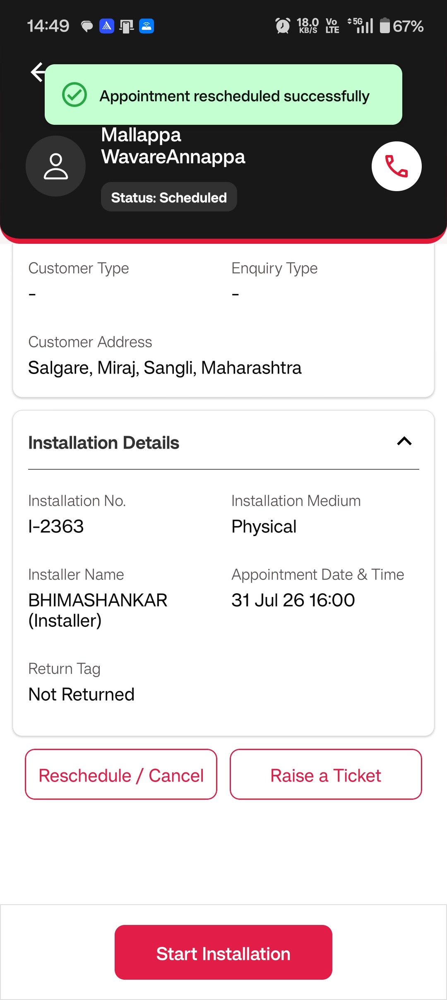 14:49
18.0 KB/S
Vo LTE
5G
67%
Appointment rescheduled successfully
Mallappa
WavareAnnappa
Status: Scheduled
Customer Type
Enquiry Type
-
-
Customer Address
Salgare, Miraj, Sangli, Maharashtra
Installation Details
Installation No.
Installation Medium
I-2363
Physical
Installer Name
Appointment Date & Time
BHIMASHANKAR
(Installer)
31 Jul 26 16:00
Return Tag
Not Returned
Reschedule / Cancel
Raise a Ticket
Start Installation